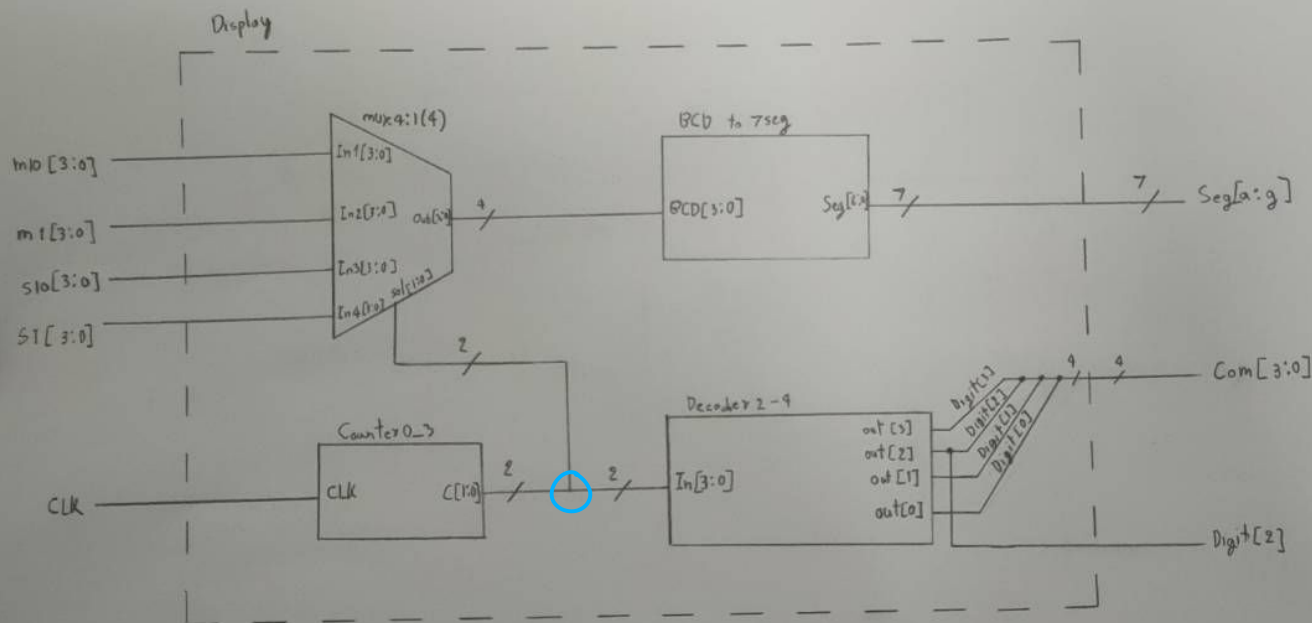 Display
mux4:1(4)
m10[3:0]
In1[3:0]
m1[3:0]
In2[3:0]
Out[3:0]
4
s10[3:0]
In3[3:0]
S1[3:0]
In4[3:0]
sel[1:0]
2
BCD to 7seg
BCD[3:0]
7
7
Seg[a:g]
Counter0_3
CLK
CLK
C[1:0]
2
2
Decoder2-4
In[3:0]
out[3]
out[2]
out[1]
out[0]
Digit[3]
Digit[2]
Digit[1]
Digit[0]
4
4
Com[3:0]
Digit[2]